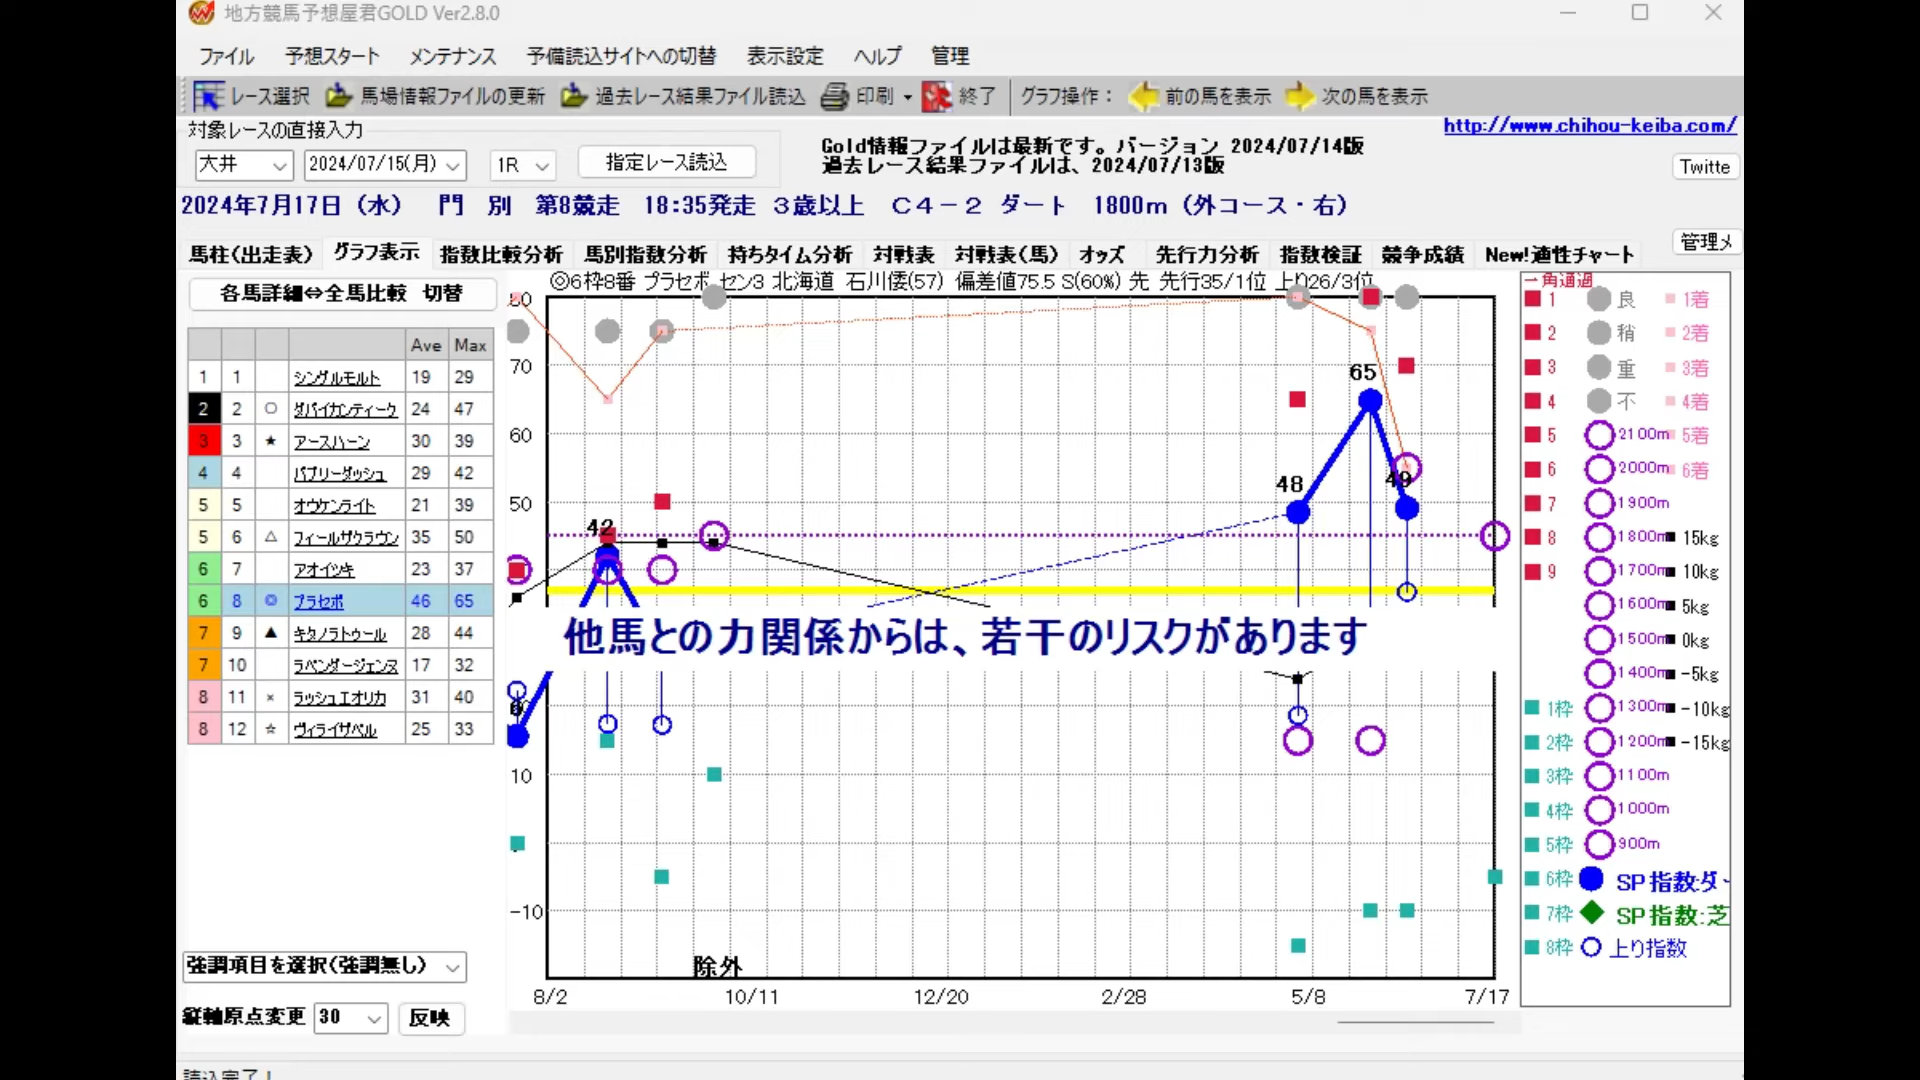 地方競馬予想屋君GOLD Ver2.8.0
ファイル 予想スタート メンテナンス 予備読込サイトへの切替 表示設定 ヘルプ 管理
レース選択 馬場情報ファイルの更新 過去レース結果ファイル読込 印刷 終了 グラフ操作： 前の馬を表示 次の馬を表示
対象レースの直接入力
http://www.chihou-keiba.com/
大井 2024/07/15(月) 1R 指定レース読込
Gold情報ファイルは最新です。バージョン 2024/07/14版
過去レース結果ファイルは、2024/07/13版
Twitte
2024年7月17日（水） 門 別 第8競走 18:35発走 3歳以上 C4－2 ダート 1800m（外コース・右）
管理メ
馬柱(出走表) グラフ表示 指数比較分析 馬別指数分析 持ちタイム分析 対戦表 対戦表(馬) オッズ 先行力分析 指数検証 競争成績 New!適性チャート
各馬詳細⇔全馬比較 切替
◎6枠8番 プラセボ セン3 北海道 石川倭(57) 偏差値75.5 S(60%) 先 先行35/1位 上り26/3位
Ave Max
1 1 シングルモルト 19 29
2 2 ○ ダバイカンティーク 24 47
3 3 ★ アースハーン 30 39
4 4 バブリーダッシュ 29 42
5 5 オウケンライト 21 39
5 6 △ フィールザクラウン 35 50
6 7 アオイツキ 23 37
6 8 ◎ プラセボ 46 65
7 9 ▲ キタノラトゥール 28 44
7 10 ラベンダージェンヌ 17 32
8 11 × ラッシュエオリカ 31 40
8 12 ☆ ヴィライザベル 25 33
80
70
60
50
10
-10
42
48
65
49
他馬との力関係からは、若干のリスクがあります
除外
8/2 10/11 12/20 2/28 5/8 7/17
一角通過
1 良 1着
2 稍 2着
3 重 3着
4 不 4着
5 2100m 5着
6 2000m 6着
7 1900m
8 1800m 15kg
9 1700m 10kg
1600m 5kg
1500m 0kg
1400m -5kg
1枠 1300m -10kg
2枠 1200m -15kg
3枠 1100m
4枠 1000m
5枠 900m
6枠 SP指数:ダ
7枠 SP指数:芝
8枠 上り指数
強調項目を選択(強調無し)
縦軸原点変更 30 反映
読込完了！